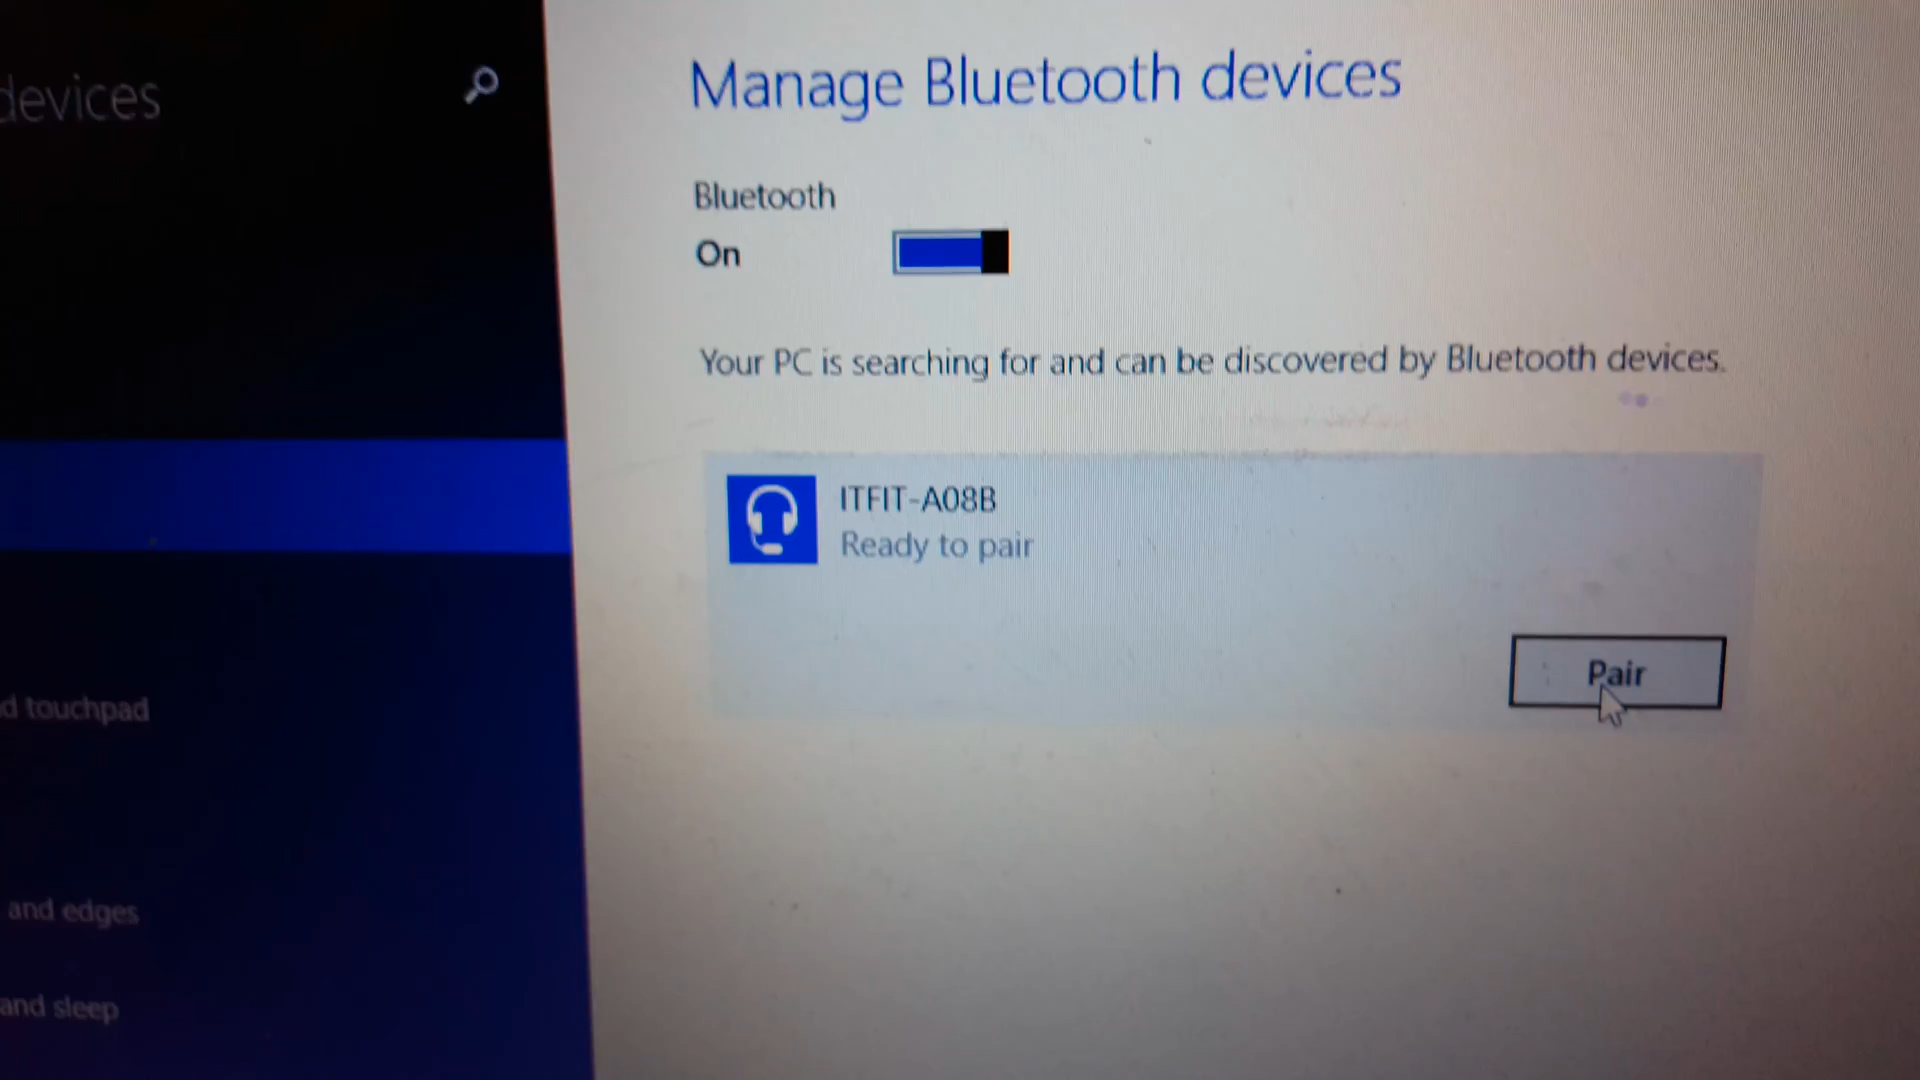 devices
Manage Bluetooth devices
Bluetooth
On
Your PC is searching for and can be discovered by Bluetooth devices.
ITFIT-A08B
Ready to pair
Pair
d touchpad
and edges
and sleep